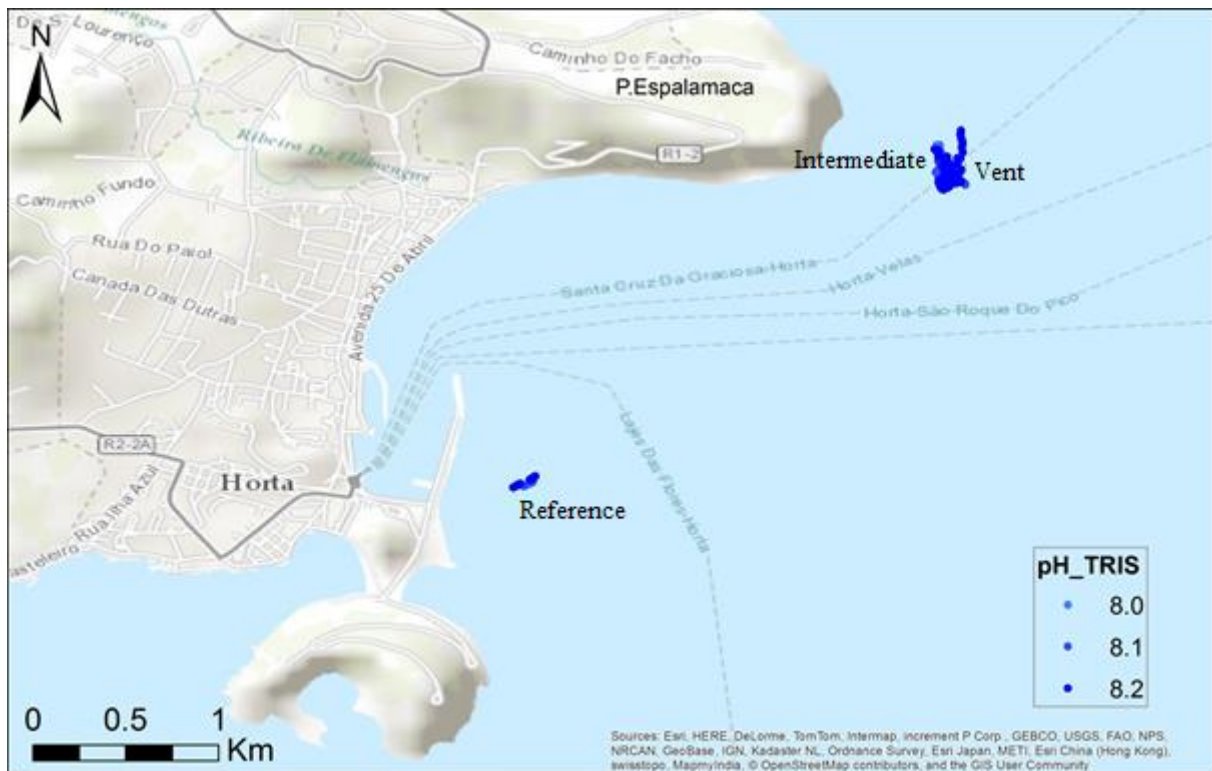 N
De S. Lourenço
Flamengos
Caminho Do Facho
P.Espalamaca
Ribeira De Flamengos
R1-2
Intermediate
Vent
Caminho Fundo
Rua Do Paiol
Canada Das Dutras
Avenida 25 De Abril
Santa Cruz Da Graciosa-Horta
Horta-Velas
Horta-São Roque Do Pico
Lajes Das Flores-Horta
R2-2A
Horta
Rua Ilha Azul
Reference
pH_TRIS
8.0
8.1
8.2
0 0.5 1
Km
Sources: Esri, HERE, DeLorme, TomTom, Intermap, increment P Corp., GEBCO, USGS, FAO, NPS,
NRCAN, GeoBase, IGN, Kadaster NL, Ordnance Survey, Esri Japan, METI, Esri China (Hong Kong),
swisstopo, MapmyIndia, © OpenStreetMap contributors, and the GIS User Community